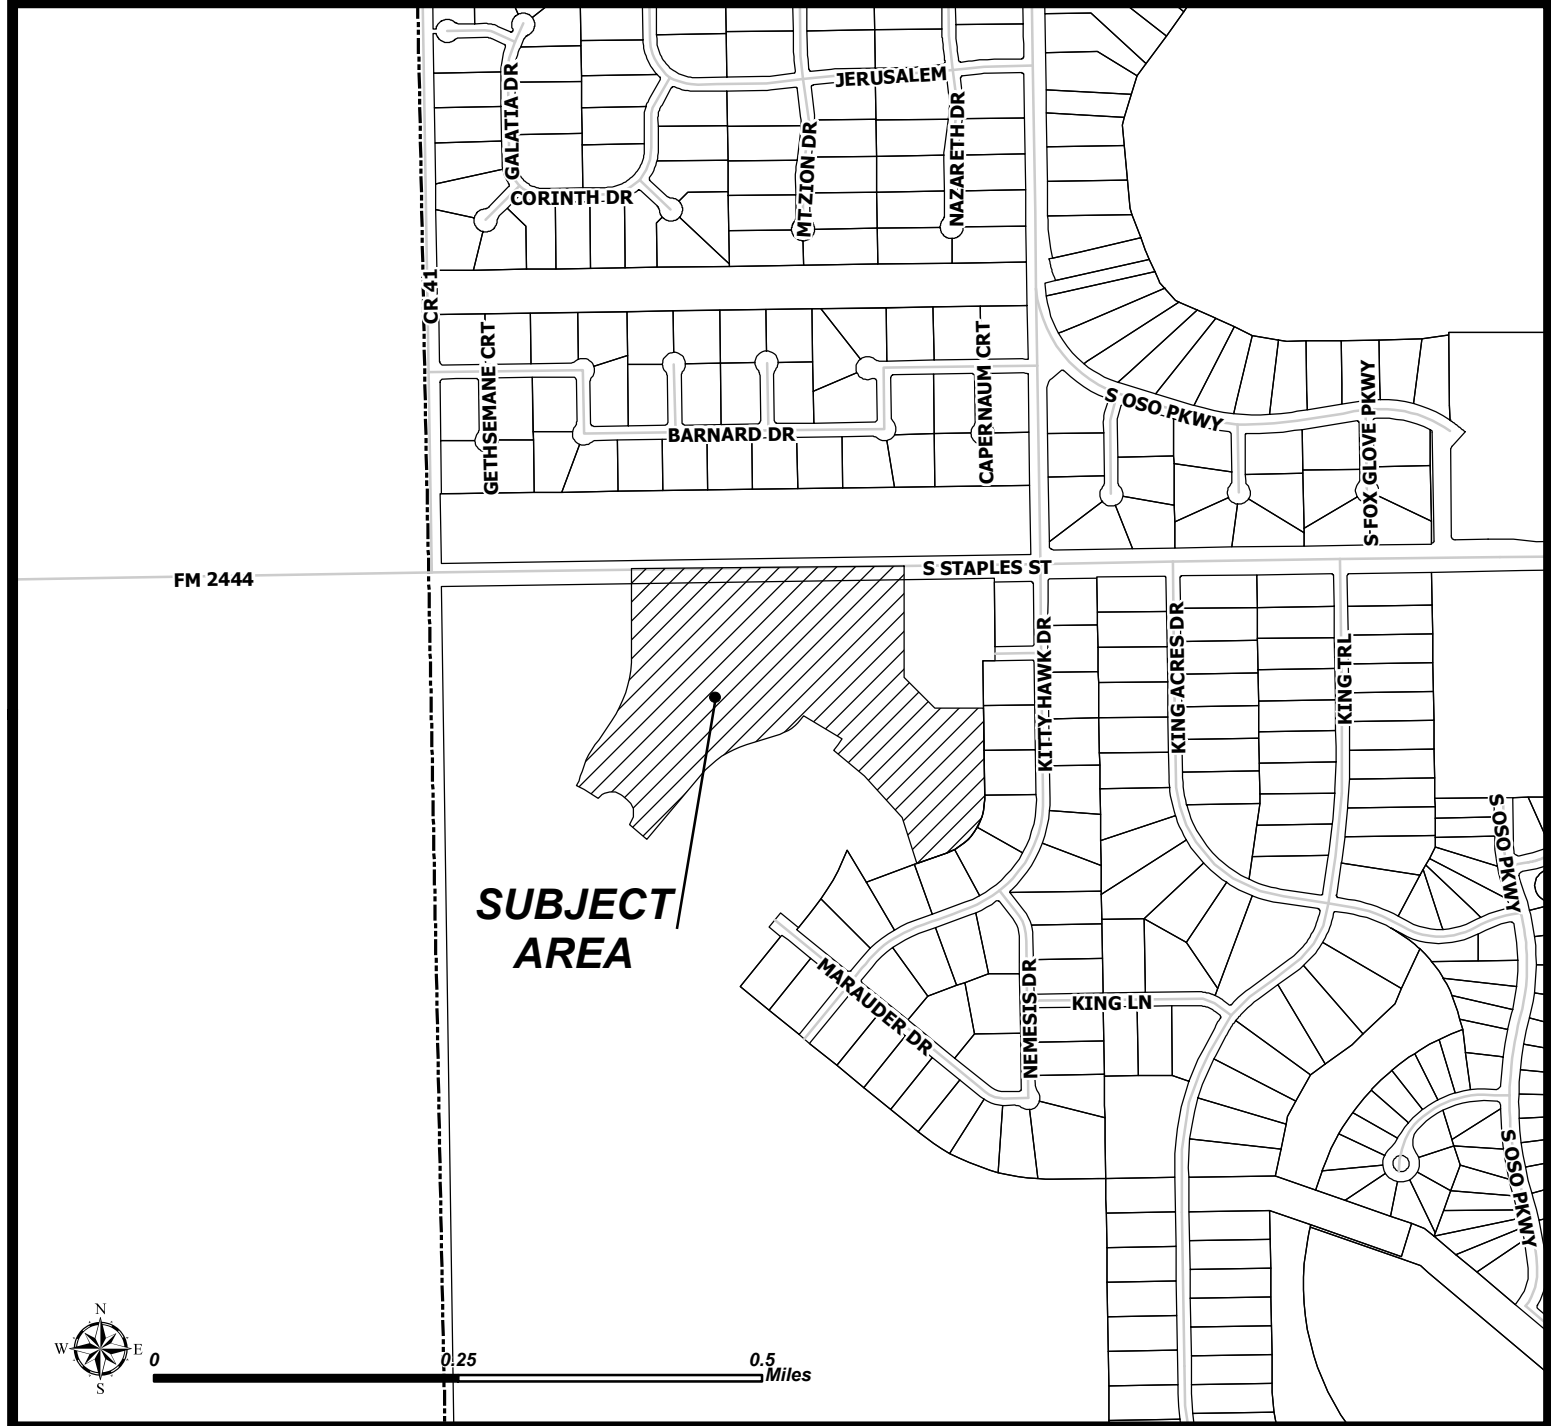 JERUSALEM
GALATIA DR
MT ZION DR
NAZARETH DR
CORINTH DR
CR 41
GETHSEMANE CRT
CAPERNAUM CRT
S OSO PKWY
S FOX GLOVE PKWY
BARNARD DR
FM 2444
S STAPLES ST
KITTY HAWK DR
KING ACRES DR
KING TRL
S OSO PKWY
SUBJECT
AREA
MARAUDER DR
NEMESIS DR
KING LN
S OSO PKWY
N
W
E
S
0
0.25
0.5
Miles